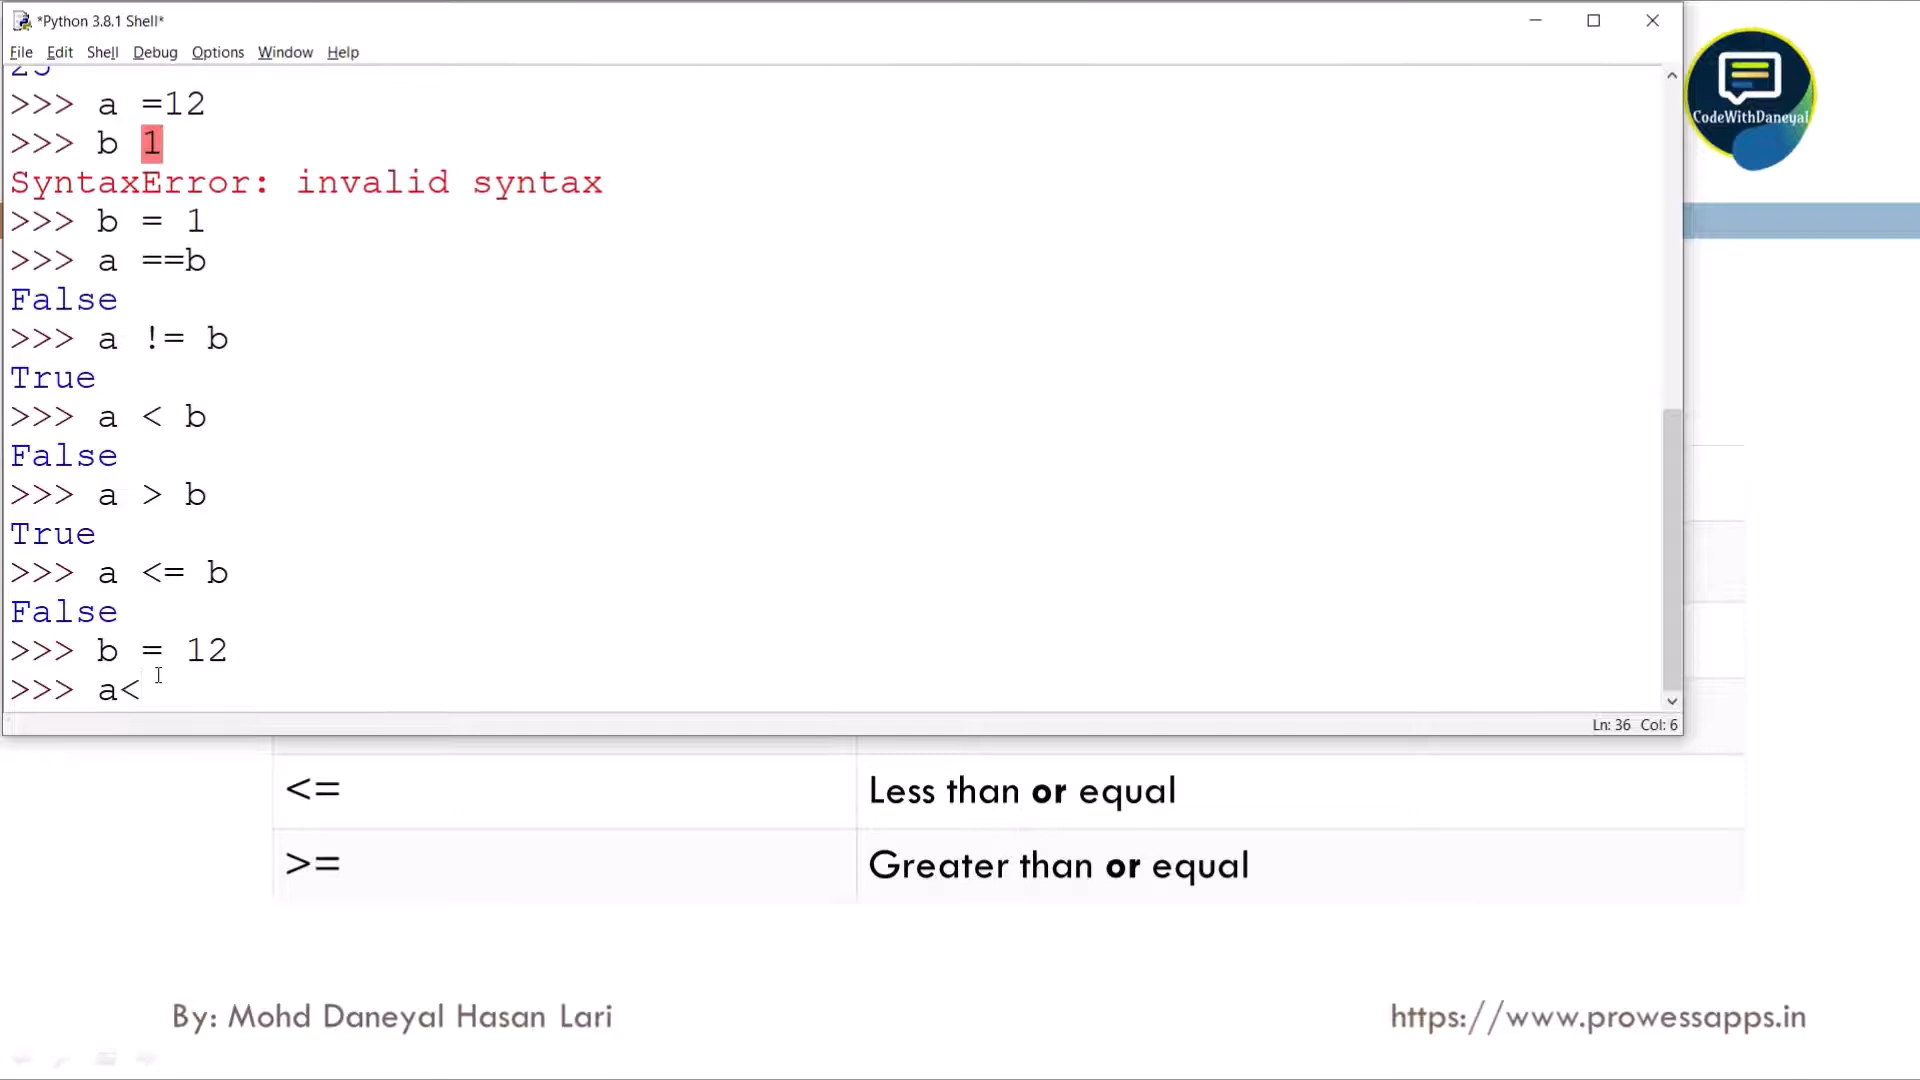 *Python 3.8.1 Shell*
File Edit Shell Debug Options Window Help
>>> a =12
>>> b 1
SyntaxError: invalid syntax
>>> b = 1
>>> a ==b
False
>>> a != b
True
>>> a < b
False
>>> a > b
True
>>> a <= b
False
>>> b = 12
>>> a<
Ln: 36 Col: 6
CodeWithDaneyal
<= Less than or equal
>= Greater than or equal
By: Mohd Daneyal Hasan Lari
https://www.prowessapps.in